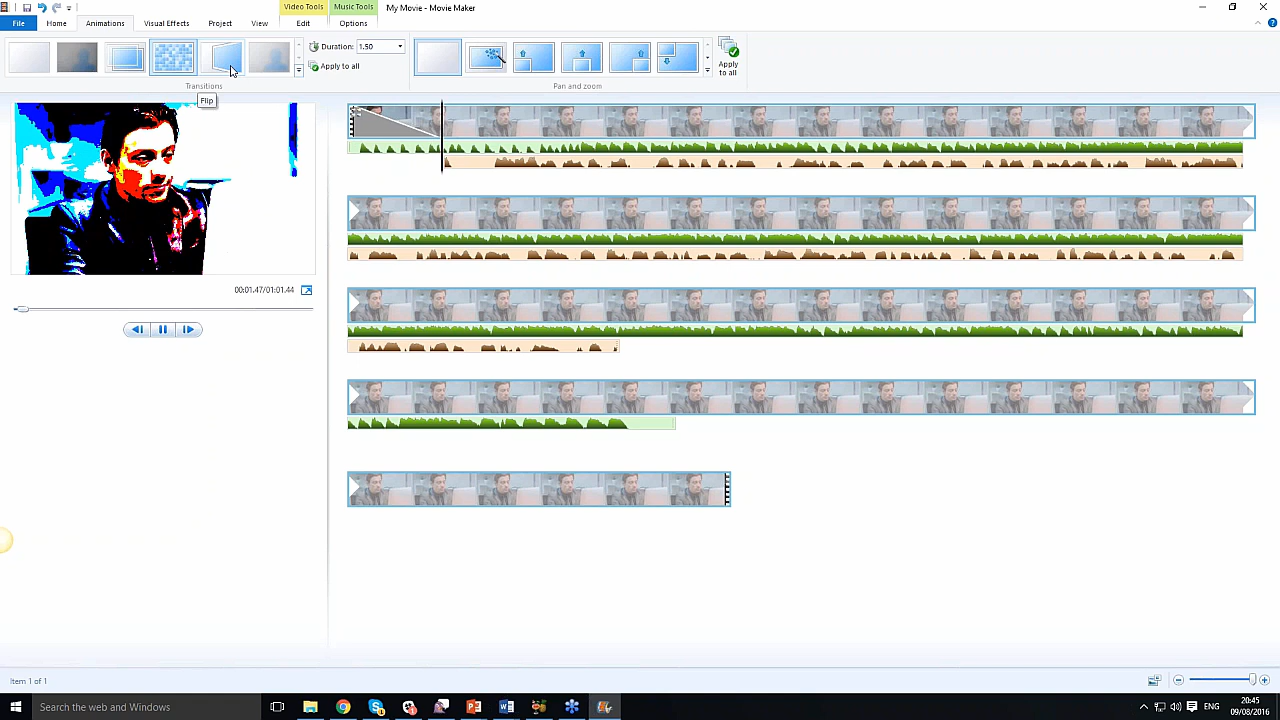 Video Tools
Music Tools
My Movie - Movie Maker
File
Home
Animations
Visual Effects
Project
View
Edit
Options
Duration:
1.50
Apply to all
Apply
to all
Flip
Transitions
Pan and zoom
00:01.47/01:01.44
Item 1 of 1
Search the web and Windows
ENG
20:45
09/08/2016